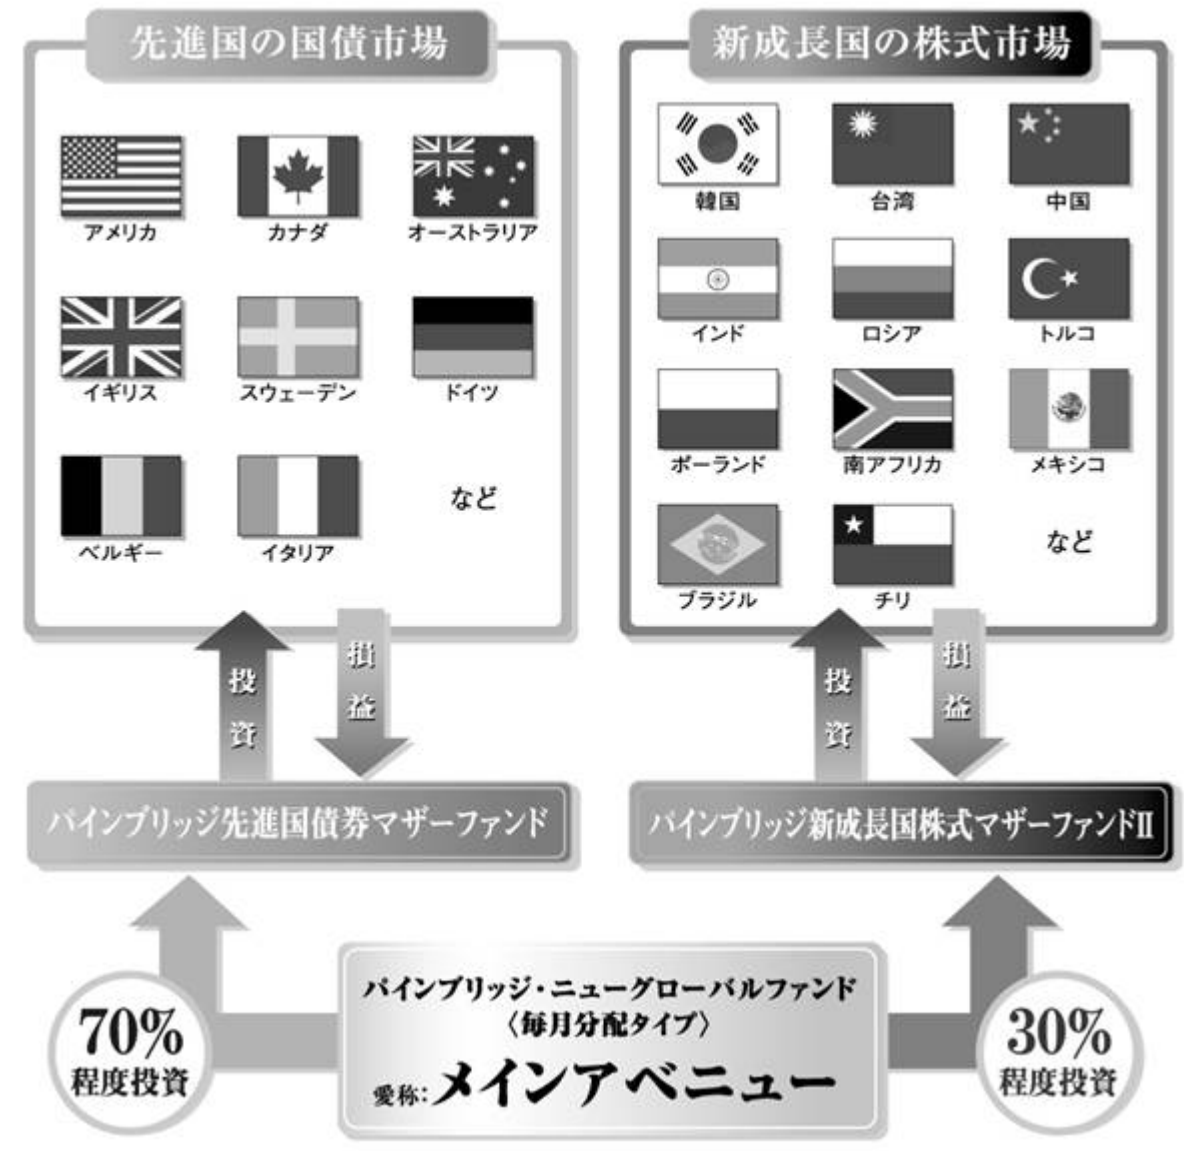 先進国の国債市場
アメリカ
カナダ
オーストラリア
イギリス
スウェーデン
ドイツ
ベルギー
イタリア
など
新成長国の株式市場
韓国
台湾
中国
インド
ロシア
トルコ
ポーランド
南アフリカ
メキシコ
ブラジル
チリ
など
投資
損益
投資
損益
パインブリッジ先進国債券マザーファンド
パインブリッジ新成長国株式マザーファンドⅡ
70%
程度投資
パインブリッジ・ニューグローバルファンド
〈毎月分配タイプ〉
愛称:メインアベニュー
30%
程度投資